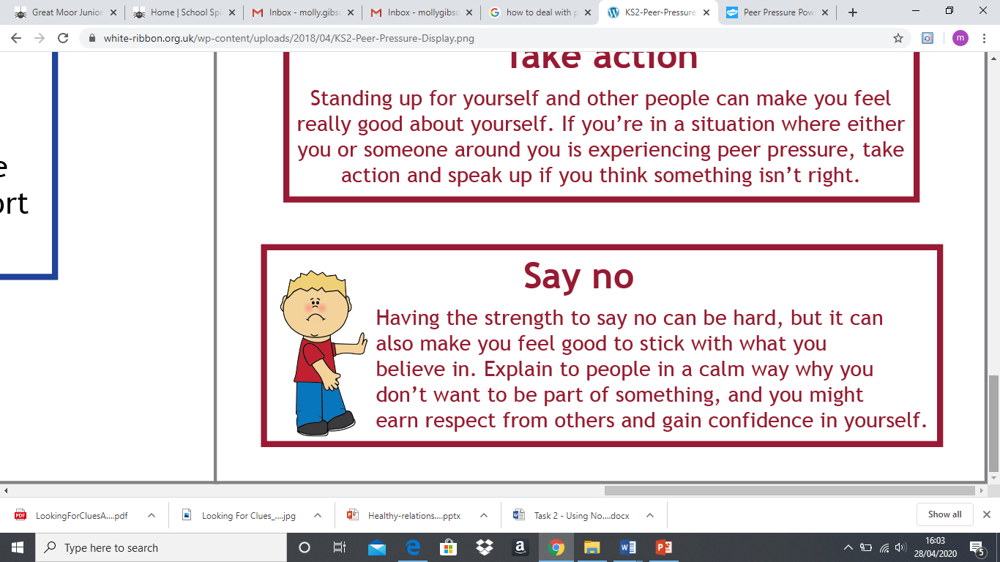 Great Moor Junior
Home | School Spi
Inbox - molly.gibso
Inbox - mollygibso
how to deal with p
KS2-Peer-Pressure
Peer Pressure Pow
white-ribbon.org.uk/wp-content/uploads/2018/04/KS2-Peer-Pressure-Display.png
m
Take action
Standing up for yourself and other people can make you feel
really good about yourself. If you're in a situation where either
you or someone around you is experiencing peer pressure, take
action and speak up if you think something isn't right.
e
ort
Say no
Having the strength to say no can be hard, but it can
also make you feel good to stick with what you
believe in. Explain to people in a calm way why you
don't want to be part of something, and you might
earn respect from others and gain confidence in yourself.
PDF
LookingForCluesA....pdf
Looking For Clues_....jpg
Healthy-relations....pptx
Task 2 - Using No....docx
Show all
Type here to search
16:03
28/04/2020
5